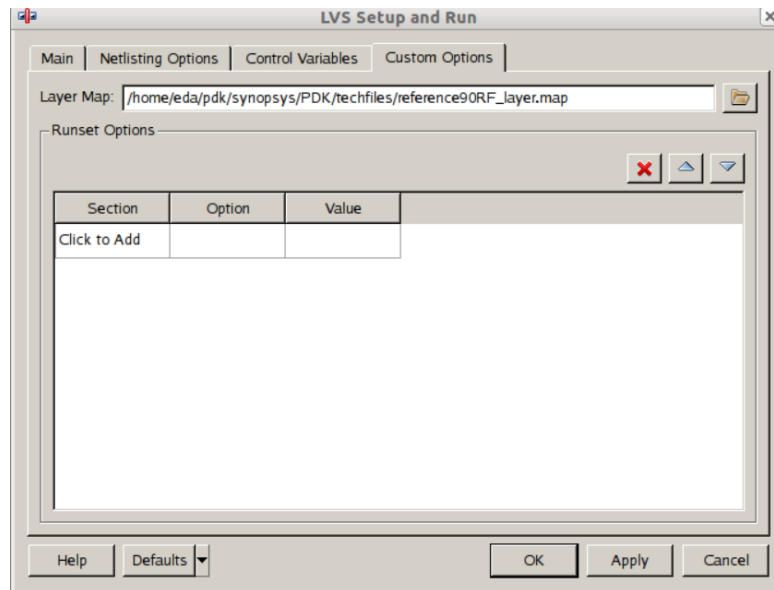 LVS Setup and Run
Main Netlisting Options Control Variables Custom Options
Layer Map: /home/eda/pdk/synopsys/PDK/techfiles/reference90RF_layer.map
Runset Options
Section Option Value
Click to Add
Help Defaults OK Apply Cancel